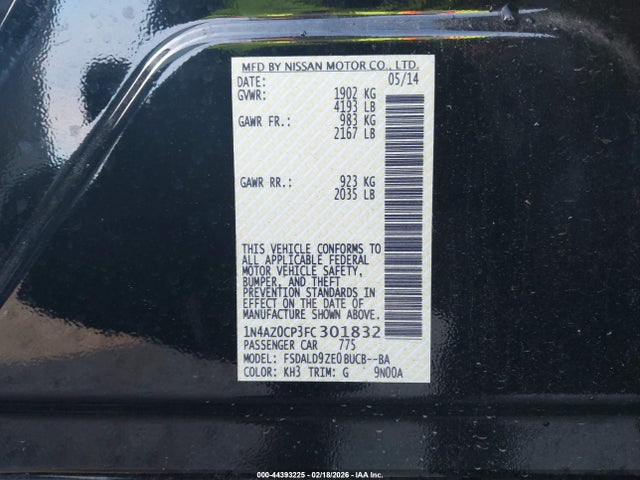 MFD BY NISSAN MOTOR CO., LTD.
DATE: 05/14
GVWR: 1902 KG
4193 LB
GAWR FR.: 983 KG
2167 LB
GAWR RR.: 923 KG
2035 LB
THIS VEHICLE CONFORMS TO
ALL APPLICABLE FEDERAL
MOTOR VEHICLE SAFETY,
BUMPER, AND THEFT
PREVENTION STANDARDS IN
EFFECT ON THE DATE OF
MANUFACTURE SHOWN ABOVE.
1N4AZ0CP3FC301832
PASSENGER CAR 775
MODEL: FSDALD9ZE0BUCB--BA
COLOR: KH3 TRIM: G 9N00A
000-44393225 - 02/18/2026 - IAA Inc.